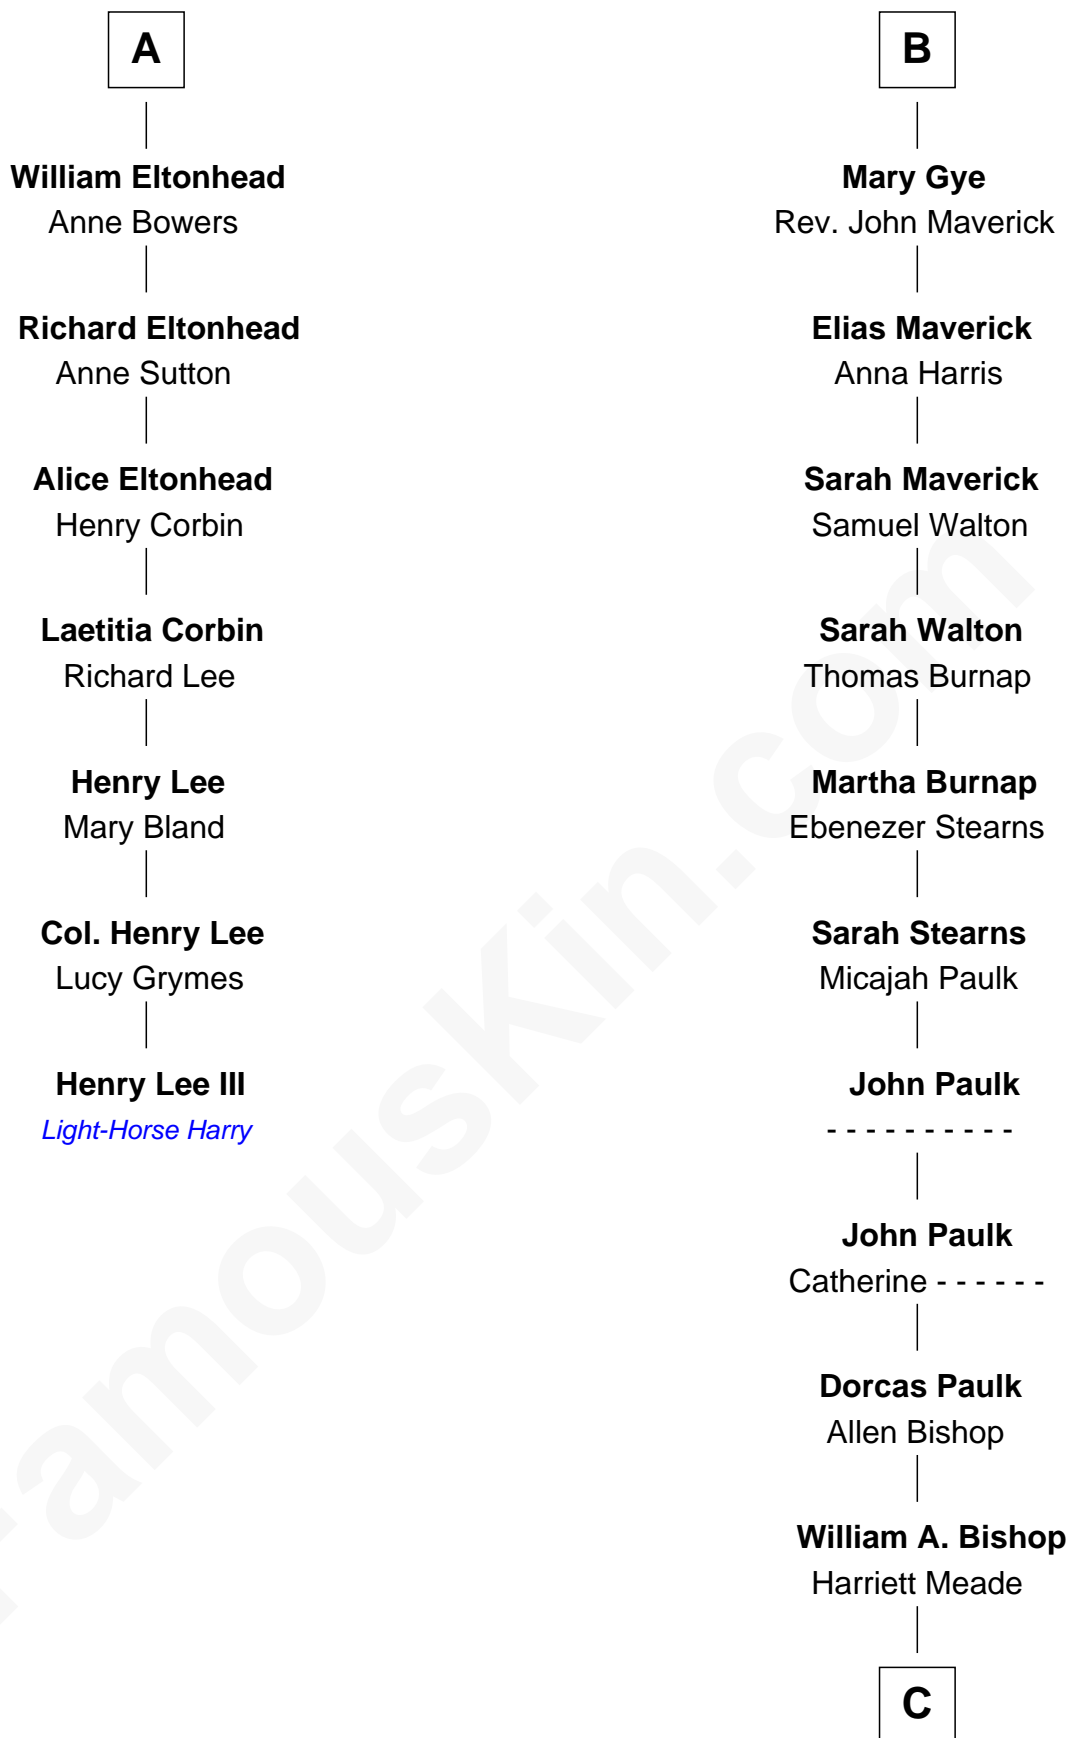 A
William Eltonhead
Anne Bowers
Richard Eltonhead
Anne Sutton
Alice Eltonhead
Henry Corbin
Laetitia Corbin
Richard Lee
Henry Lee
Mary Bland
Col. Henry Lee
Lucy Grymes
Henry Lee III
Light-Horse Harry
B
Mary Gye
Rev. John Maverick
Elias Maverick
Anna Harris
Sarah Maverick
Samuel Walton
Sarah Walton
Thomas Burnap
Martha Burnap
Ebenezer Stearns
Sarah Stearns
Micajah Paulk
John Paulk
- - - - - - - - - -
John Paulk
Catherine - - - - - -
Dorcas Paulk
Allen Bishop
William A. Bishop
Harriett Meade
C
FamousKin.com